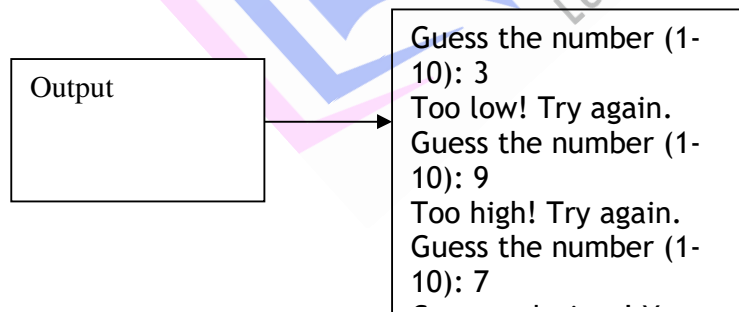 Output
Guess the number (1-
10): 3
Too low! Try again.
Guess the number (1-
10): 9
Too high! Try again.
Guess the number (1-
10): 7